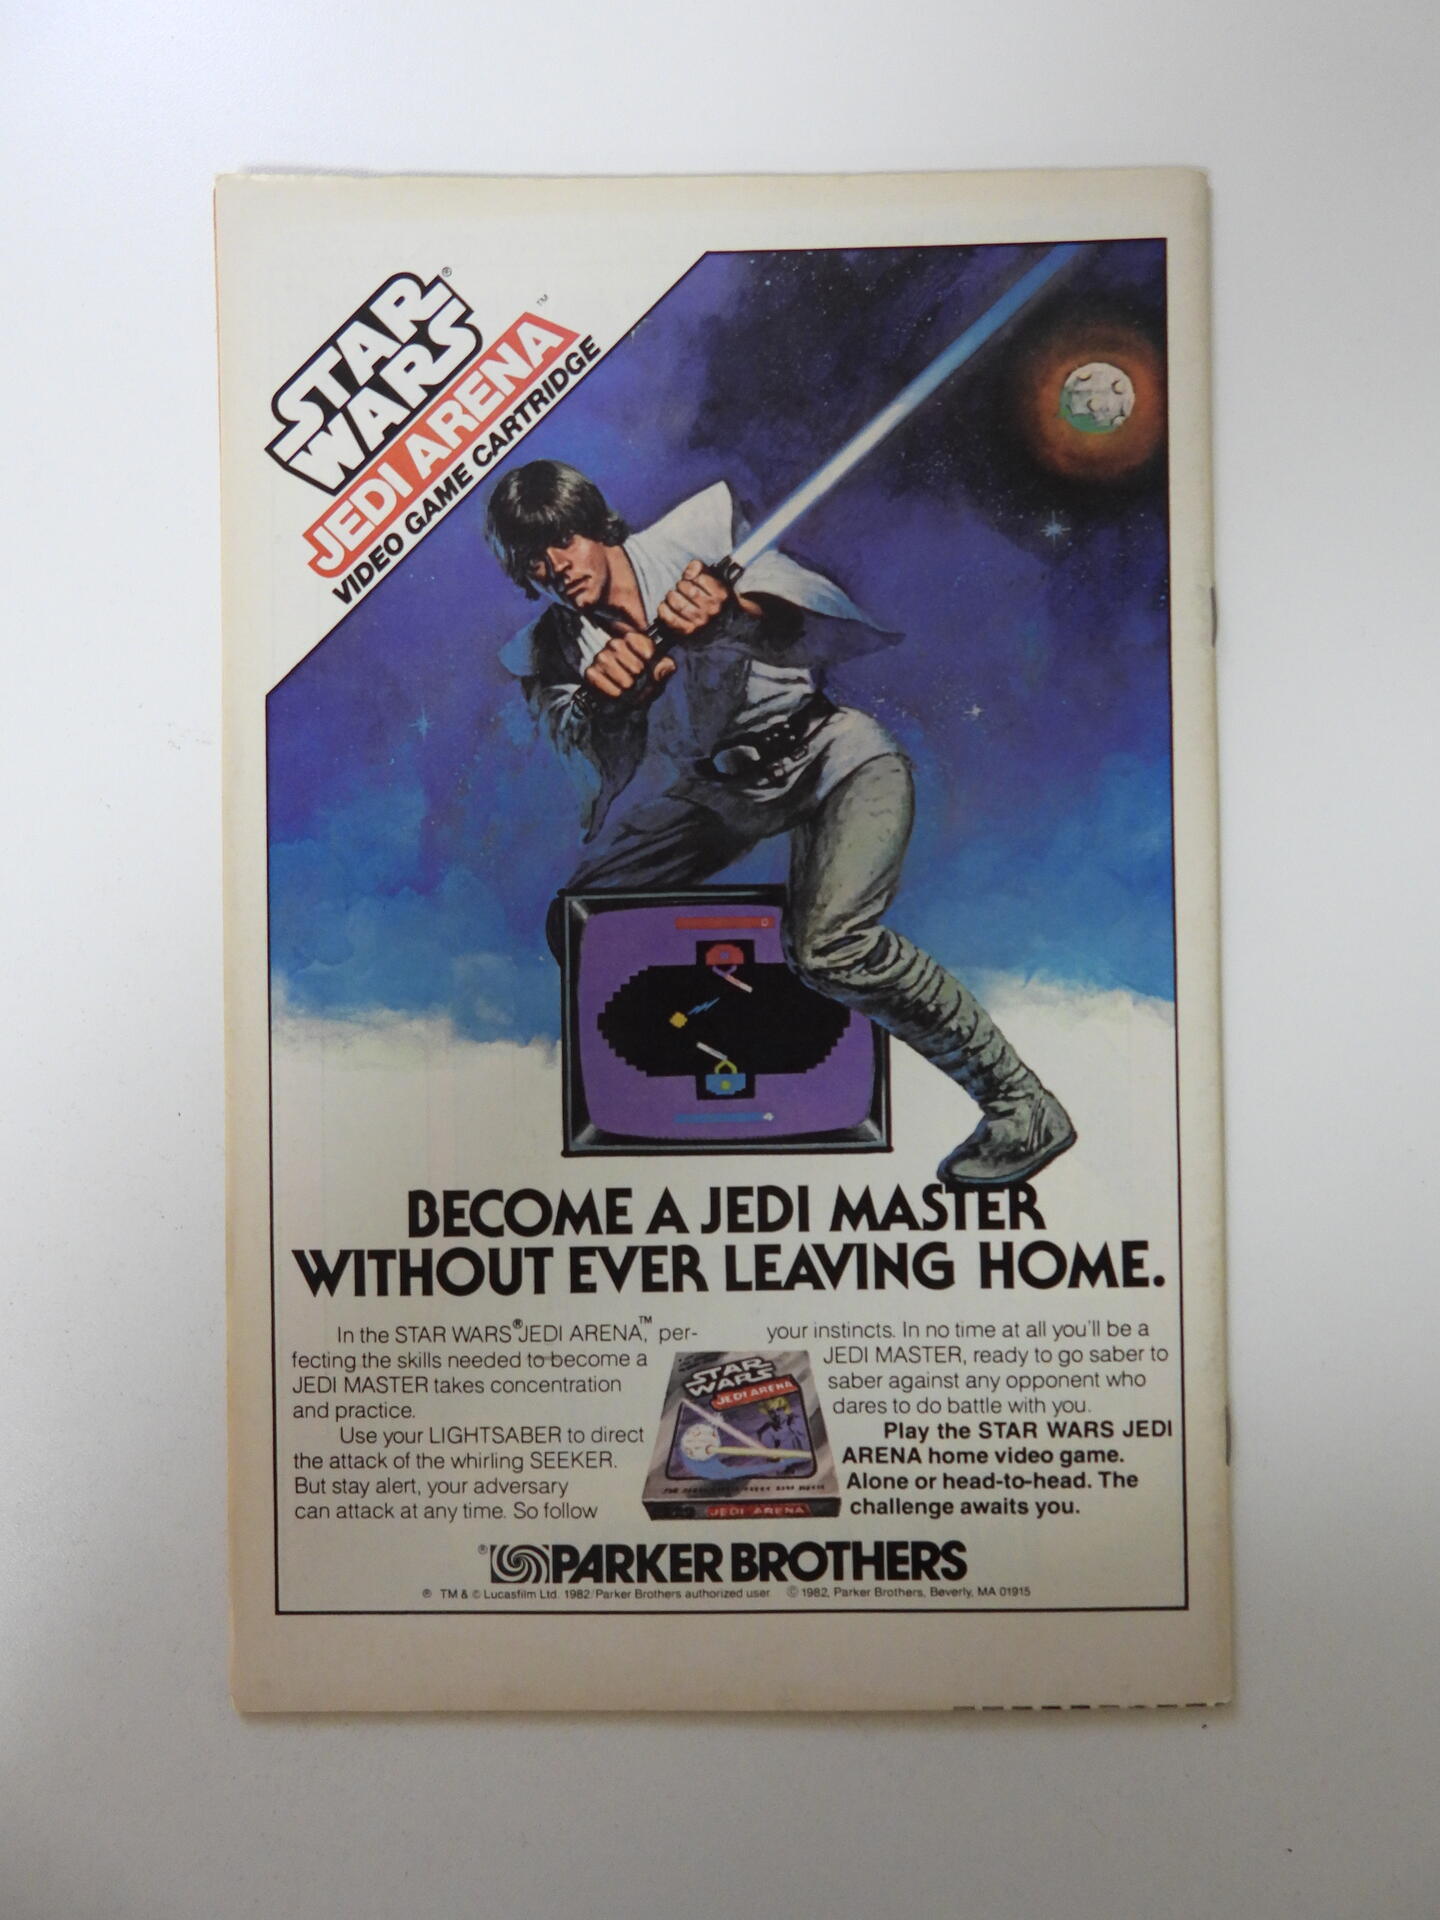 STAR
WARS®
JEDI ARENA™
VIDEO GAME CARTRIDGE
BECOME A JEDI MASTER
WITHOUT EVER LEAVING HOME.
In the STAR WARS® JEDI ARENA,™ per-
fecting the skills needed to become a
JEDI MASTER takes concentration
and practice.
Use your LIGHTSABER to direct
the attack of the whirling SEEKER.
But stay alert, your adversary
can attack at any time. So follow
your instincts. In no time at all you'll be a
JEDI MASTER, ready to go saber to
saber against any opponent who
dares to do battle with you.
Play the STAR WARS JEDI
ARENA home video game.
Alone or head-to-head. The
challenge awaits you.
STAR
WARS
JEDI ARENA
JEDI ARENA
® PARKER BROTHERS
® TM & © Lucasfilm Ltd. 1982/Parker Brothers authorized user © 1982, Parker Brothers, Beverly, MA 01915